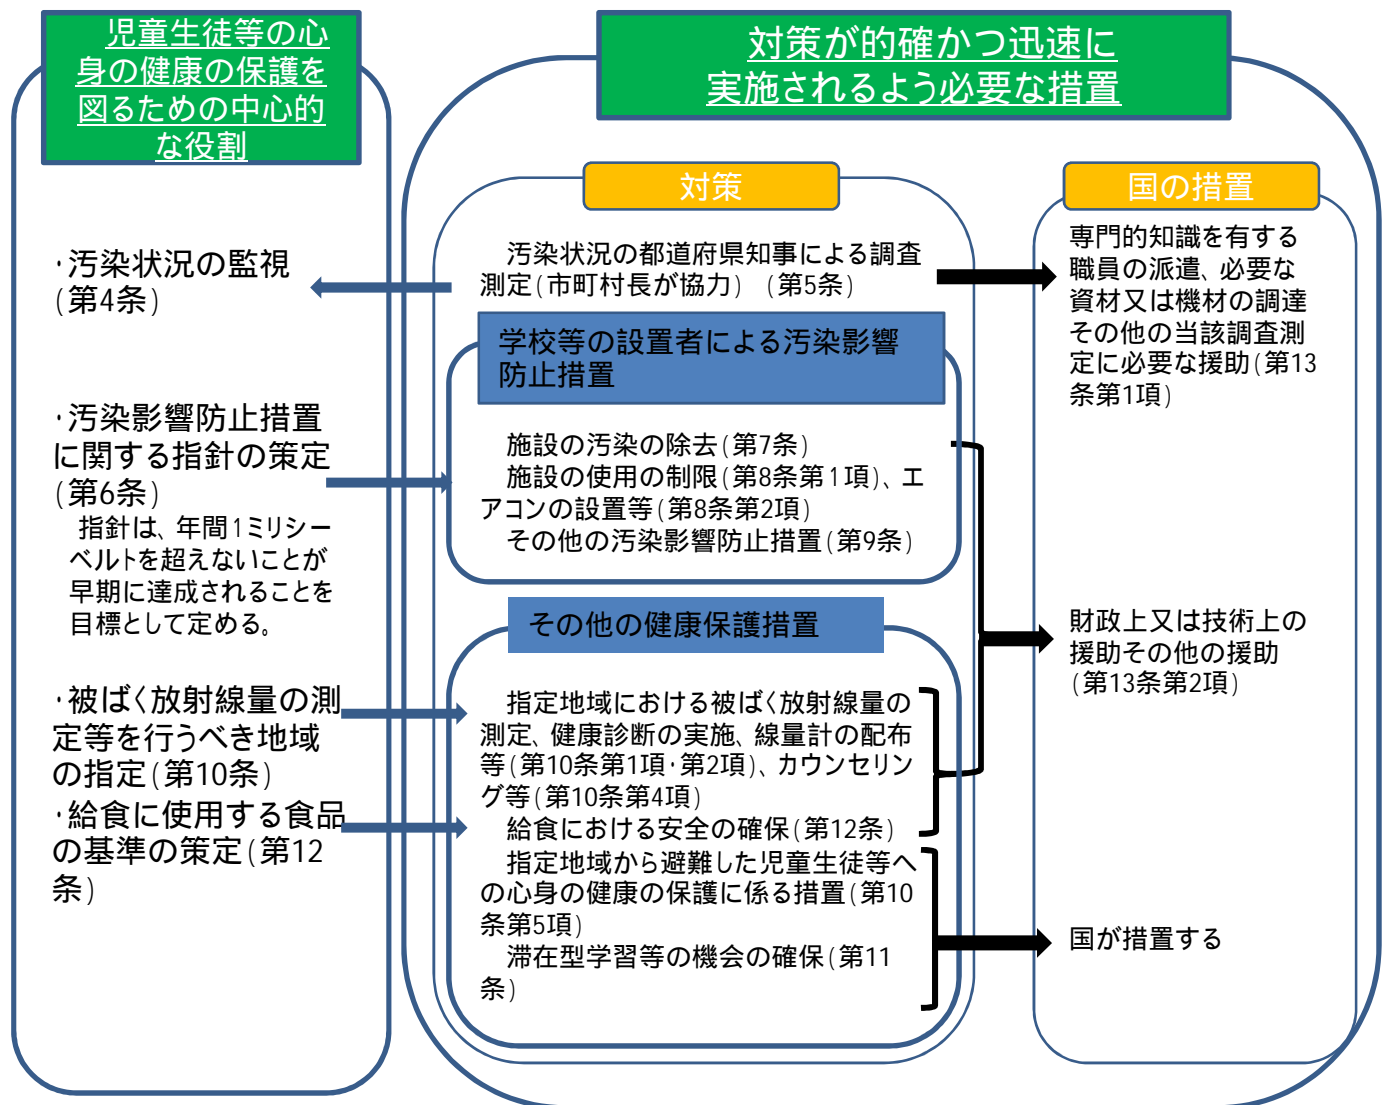 児童生徒等の心
身の健康の保護を
図るための中心的
な役割
・汚染状況の監視
(第4条)
・汚染影響防止措置
に関する指針の策定
(第6条)
指針は、年間1ミリシー
ベルトを超えないことが
早期に達成されることを
目標として定める。
・被ばく放射線量の測
定等を行うべき地域
の指定(第10条)
・給食に使用する食品
の基準の策定(第12
条)
対策が的確かつ迅速に
実施されるよう必要な措置
対策
汚染状況の都道府県知事による調査
測定(市町村長が協力) (第5条)
学校等の設置者による汚染影響
防止措置
施設の汚染の除去(第7条)
施設の使用の制限(第8条第1項)、エ
アコンの設置等(第8条第2項)
その他の汚染影響防止措置(第9条)
その他の健康保護措置
指定地域における被ばく放射線量の
測定、健康診断の実施、線量計の配布
等(第10条第1項・第2項)、カウンセリン
グ等(第10条第4項)
給食における安全の確保(第12条)
指定地域から避難した児童生徒等へ
の心身の健康の保護に係る措置(第10
条第5項)
滞在型学習等の機会の確保(第11
条)
国の措置
専門的知識を有する
職員の派遣、必要な
資材又は機材の調達
その他の当該調査測
定に必要な援助(第13
条第1項)
財政上又は技術上の
援助その他の援助
(第13条第2項)
国が措置する